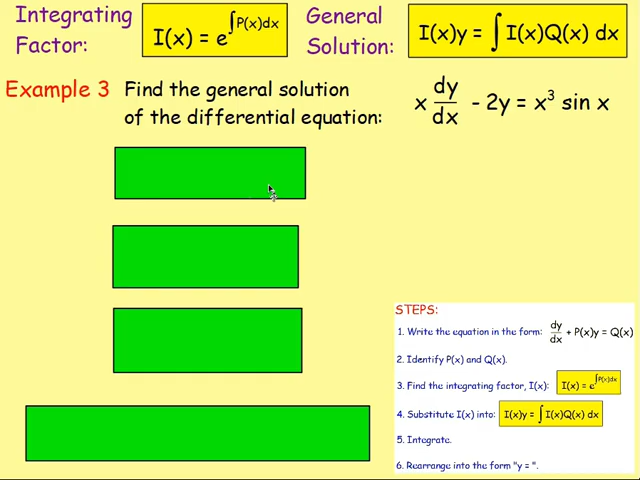 Integrating Factor: I(x) = e^∫P(x)dx General Solution: I(x)y = ∫ I(x)Q(x) dx
Example 3 Find the general solution
of the differential equation: x dy/dx - 2y = x³ sin x
STEPS:
1. Write the equation in the form: dy/dx + P(x)y = Q(x)
2. Identify P(x) and Q(x).
3. Find the integrating factor, I(x): I(x) = e^∫P(x)dx
4. Substitute I(x) into: I(x)y = ∫ I(x)Q(x) dx
5. Integrate.
6. Rearrange into the form "y = ".